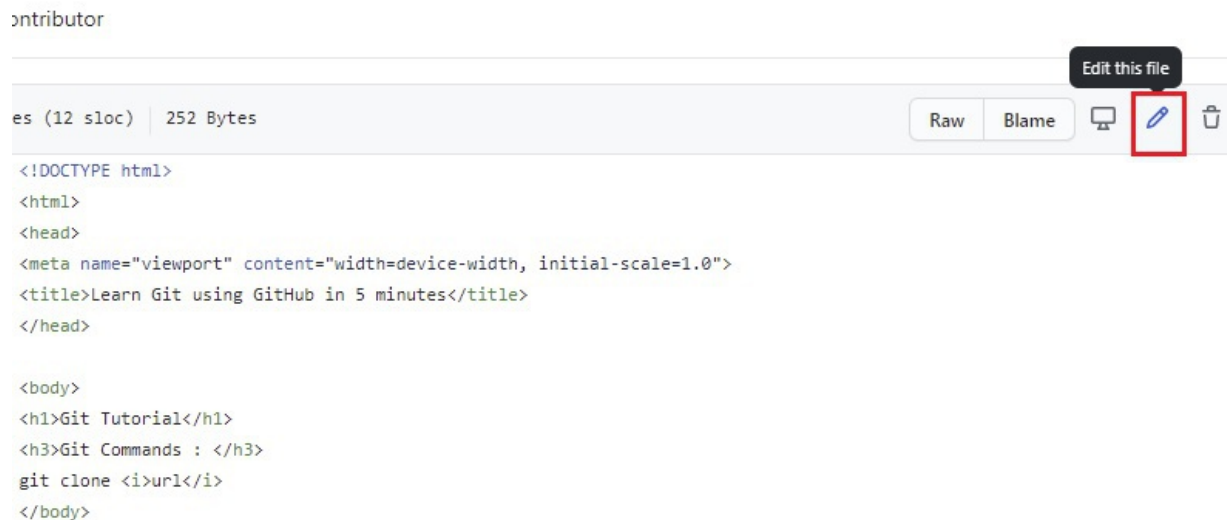 ontributor
Edit this file
es (12 sloc) 252 Bytes Raw Blame
<!DOCTYPE html>
<html>
<head>
<meta name="viewport" content="width=device-width, initial-scale=1.0">
<title>Learn Git using GitHub in 5 minutes</title>
</head>
<body>
<h1>Git Tutorial</h1>
<h3>Git Commands : </h3>
git clone <i>url</i>
</body>